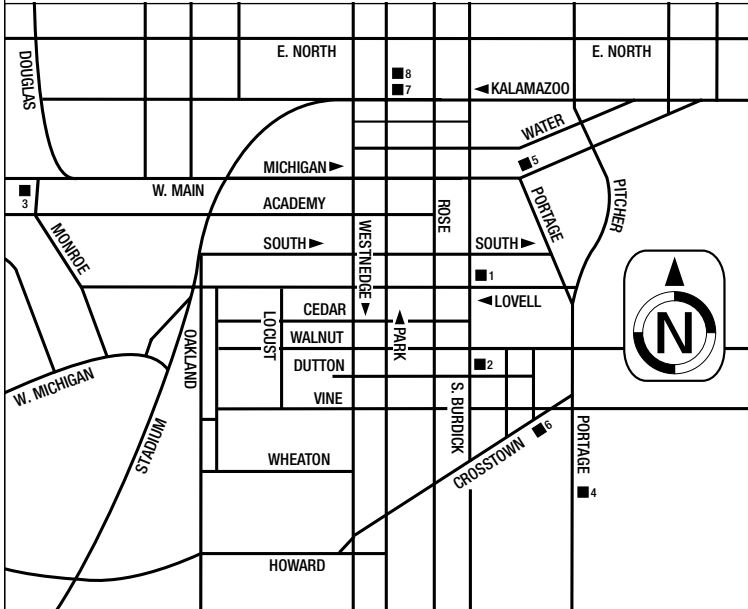 E. NORTH
E. NORTH
DOUGLAS
8
7
◄KALAMAZOO
WATER
MICHIGAN►
5
W. MAIN
3
ACADEMY
ROSE
PORTAGE
PITCHER
MONROE
SOUTH►
WESTNEDGE►
SOUTH►
1
◄LOVELL
CEDAR
LOCUST
◄PARK
WALNUT
OAKLAND
DUTTON
2
N
W. MICHIGAN
VINE
S. BURDICK
STADIUM
CROSSTOWN
6
PORTAGE
WHEATON
4
HOWARD